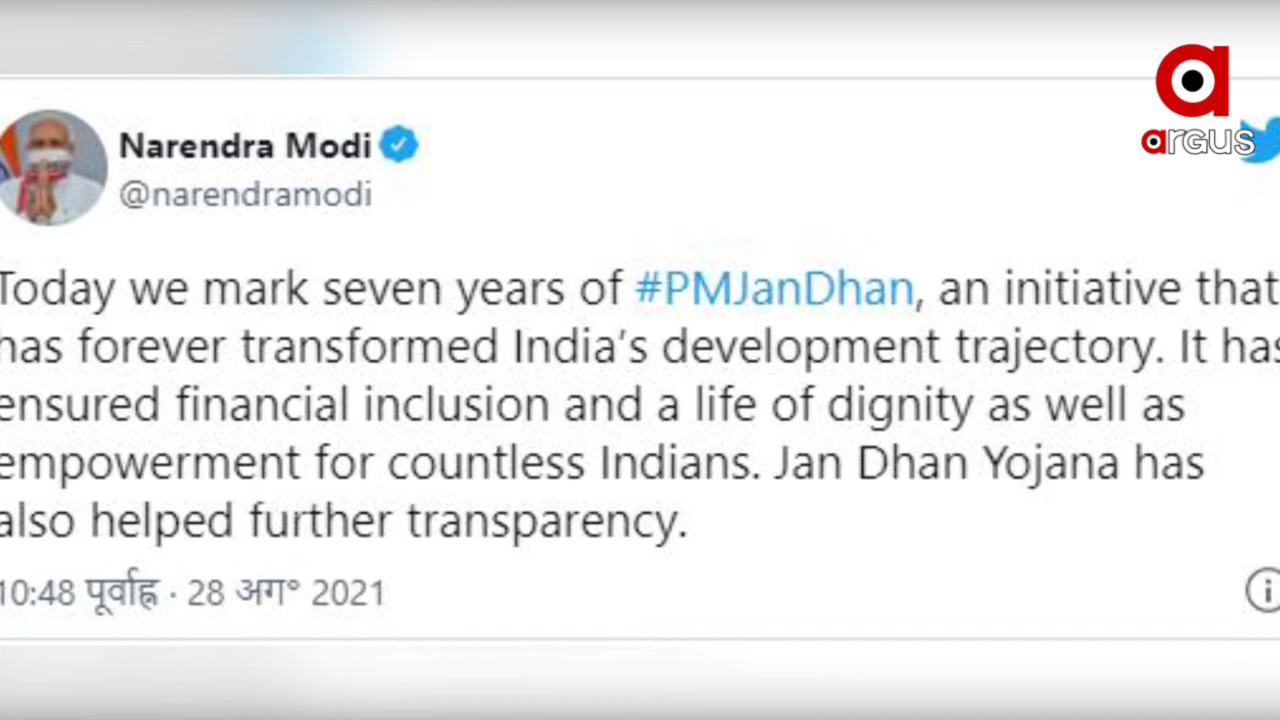 argus
Narendra Modi
@narendramodi
Today we mark seven years of #PMJanDhan, an initiative that
has forever transformed India's development trajectory. It has
ensured financial inclusion and a life of dignity as well as
empowerment for countless Indians. Jan Dhan Yojana has
also helped further transparency.
10:48 पूर्वाह्न · 28 अग॰ 2021